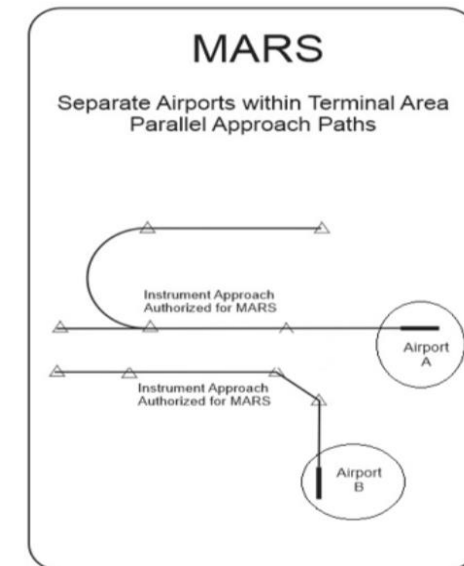 MARS
Separate Airports within Terminal Area
Parallel Approach Paths
Instrument Approach
Authorized for MARS
Airport
A
Instrument Approach
Authorized for MARS
Airport
B